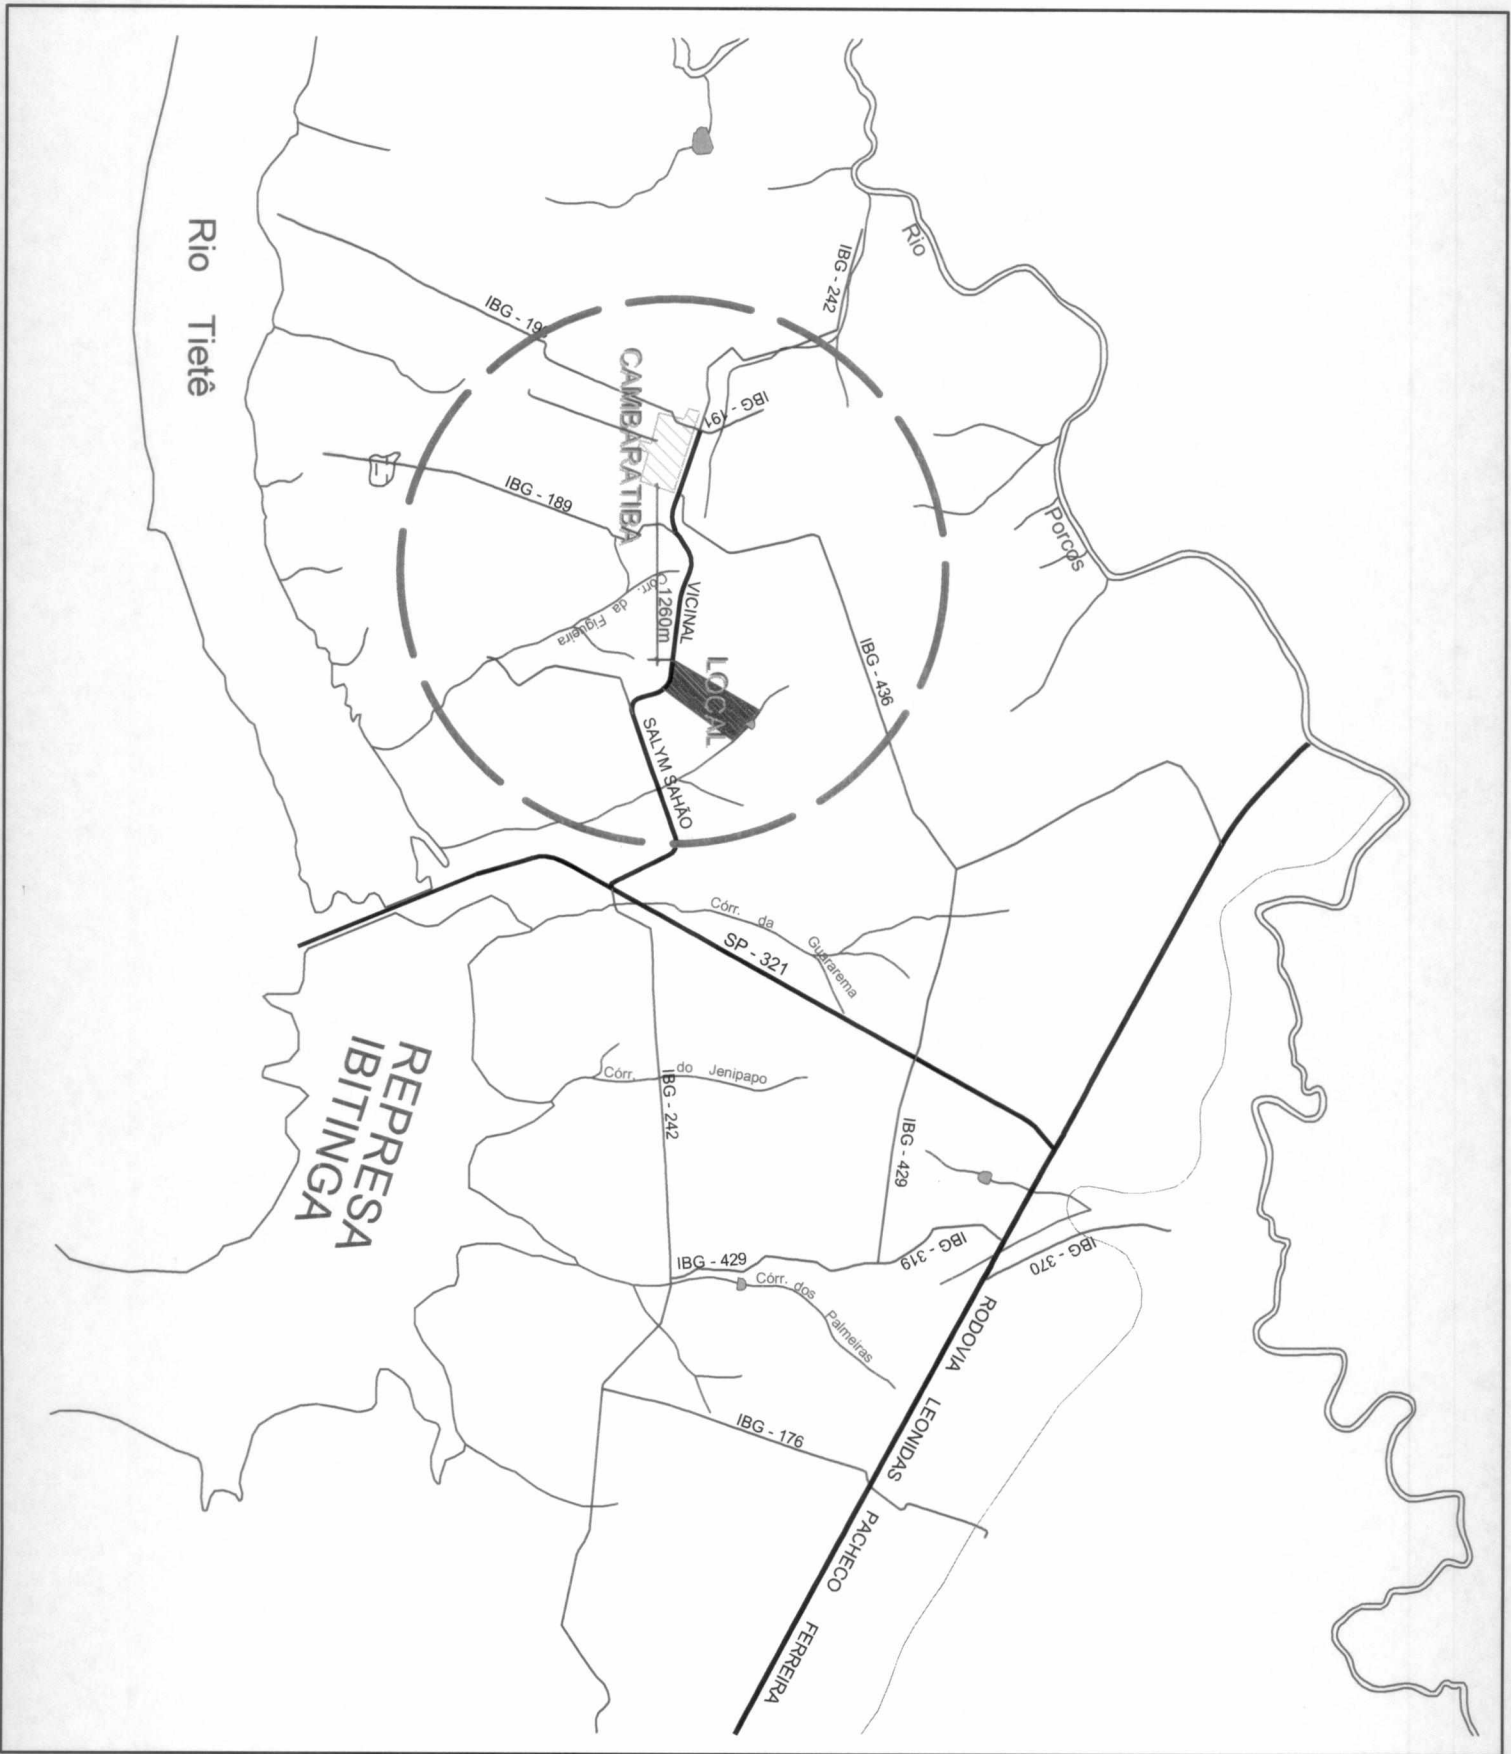 Rio Tietê
Rio
Porcos
IBG - 242
IBG - 191
CAMBARATIBA
IBG - 189
Córr. da Figueira
1260m
VICINAL
LOCAL
SALYM SAHÃO
IBG - 436
Córr. da Guararema
SP - 321
REPRESA
IBITINGA
Córr. do Jenipapo
IBG - 242
IBG - 429
IBG - 319
IBG - 370
IBG - 429
Córr. dos Palmeiras
IBG - 176
RODOVIA LEONIDAS PACHECO FERREIRA